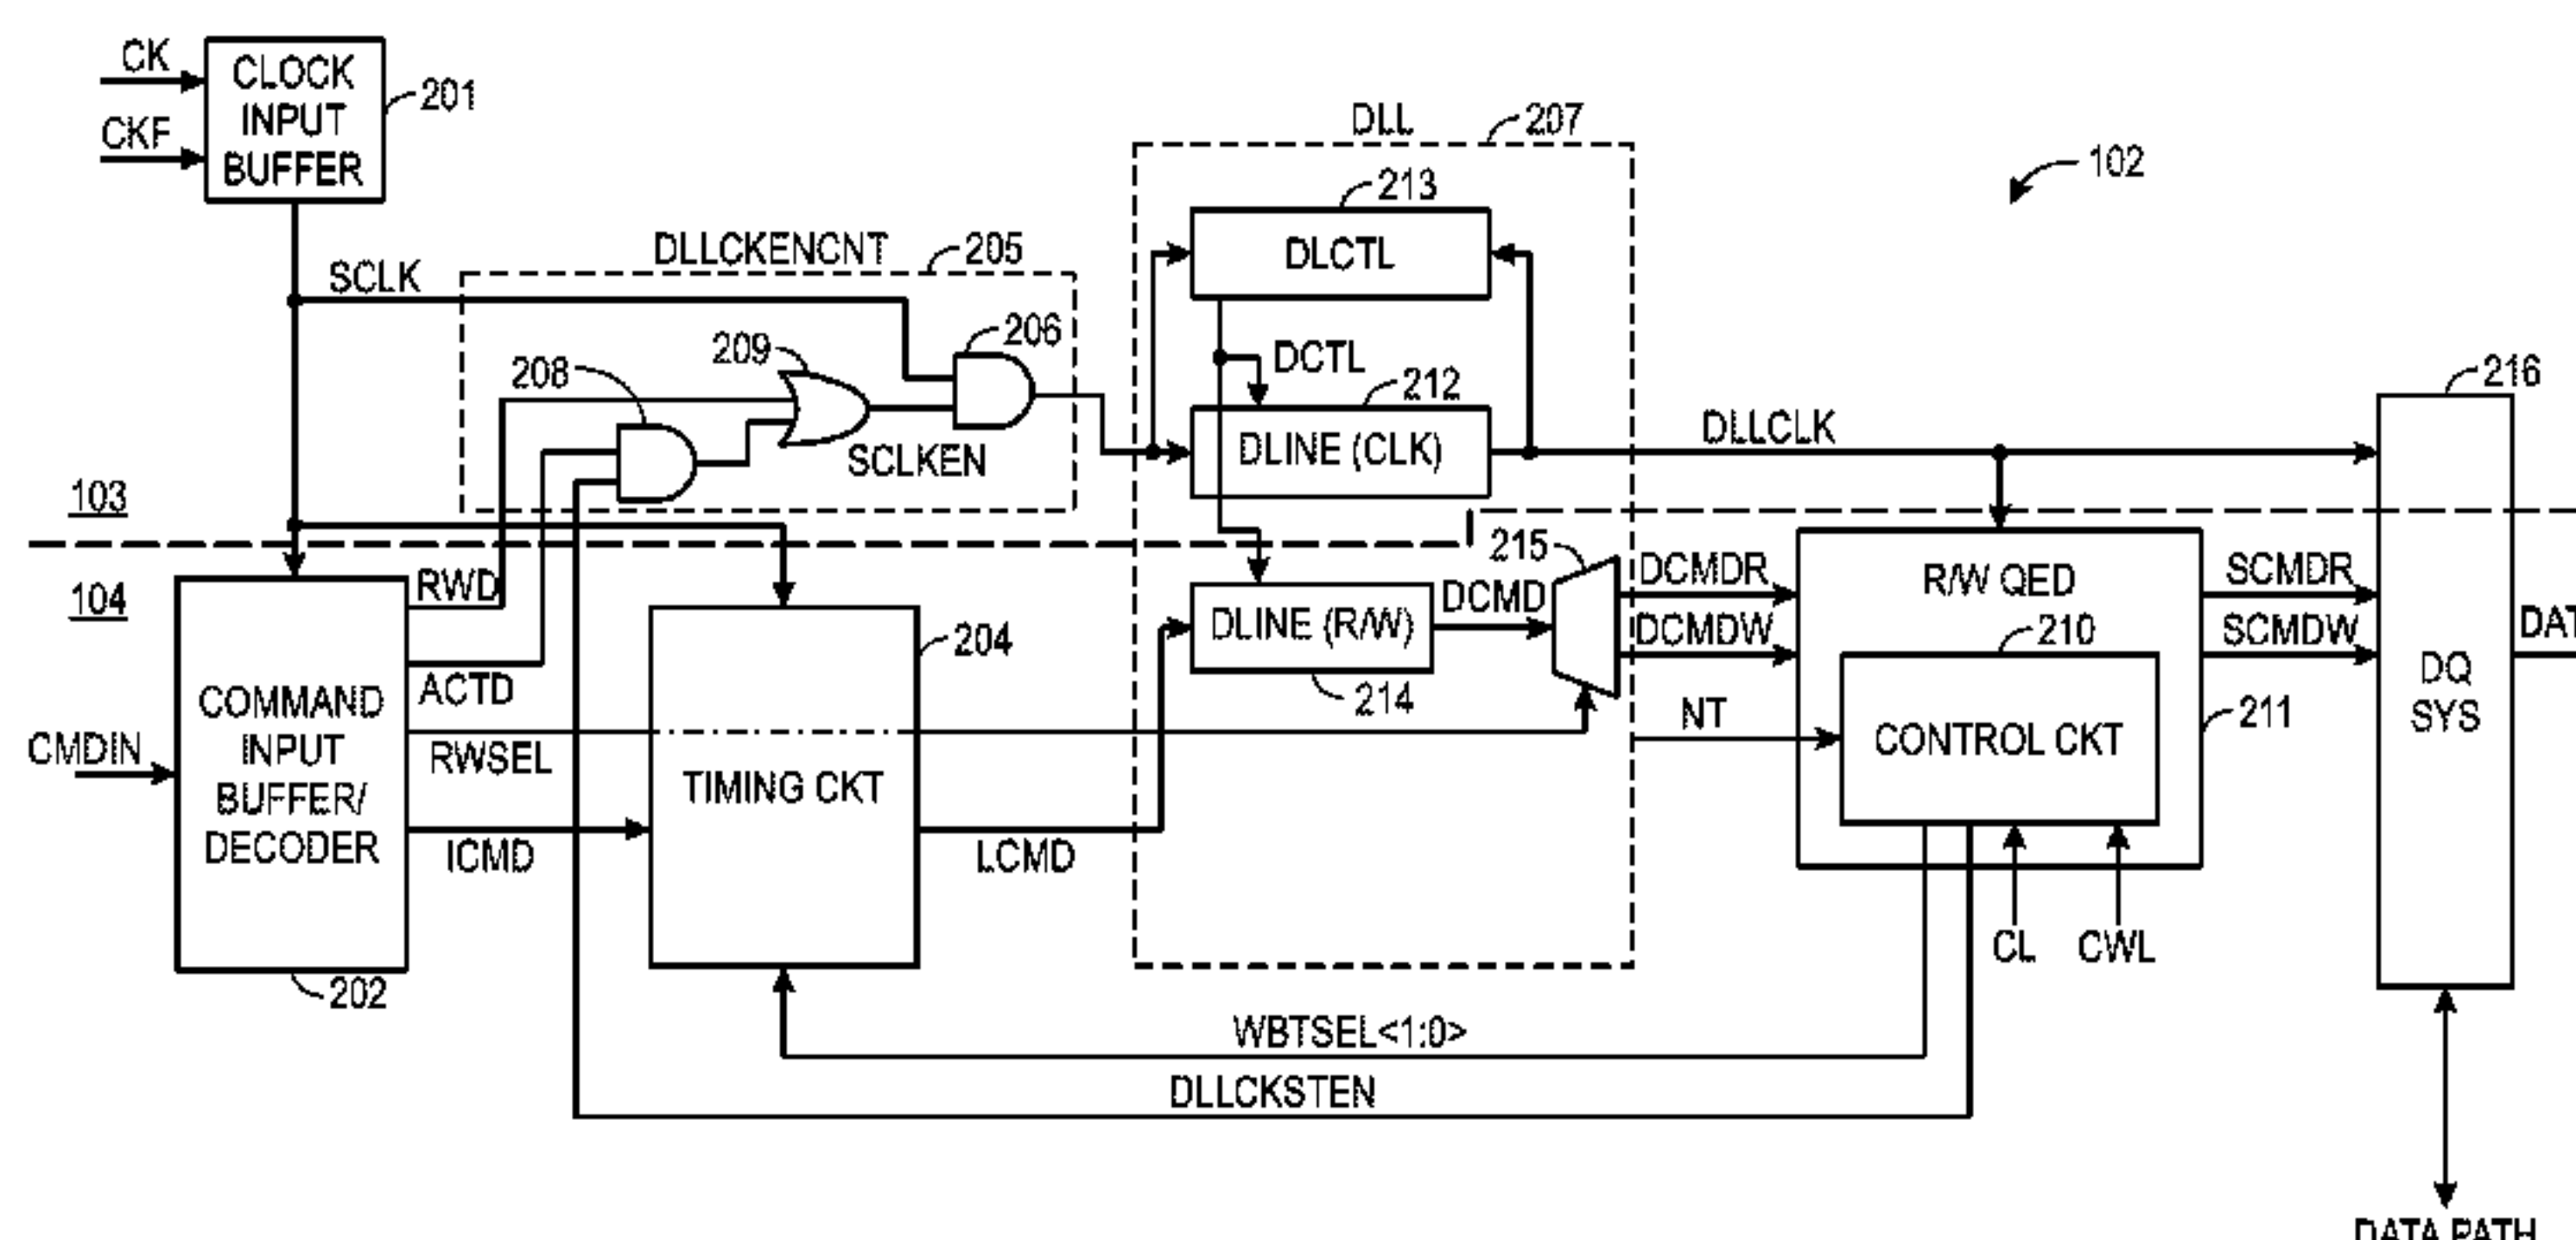 CK
CKF
CLOCK
INPUT
BUFFER
201
SCLK
DLLCKENCNT
205
206
209
208
SCLKEN
DLL
207
213
DLCTL
DCTL
212
DLINE (CLK)
DLLCLK
102
216
103
104
RWD
ACTD
RWSEL
ICMD
CMDIN
COMMAND
INPUT
BUFFER/
DECODER
202
204
TIMING CKT
LCMD
DLINE (R/W)
214
DCMD
215
DCMDR
DCMDW
NT
R/W QED
210
CONTROL CKT
211
CL
CWL
SCMDR
SCMDW
DQ
SYS
WBTSEL<1:0>
DLLCKSTEN
DATA PATH